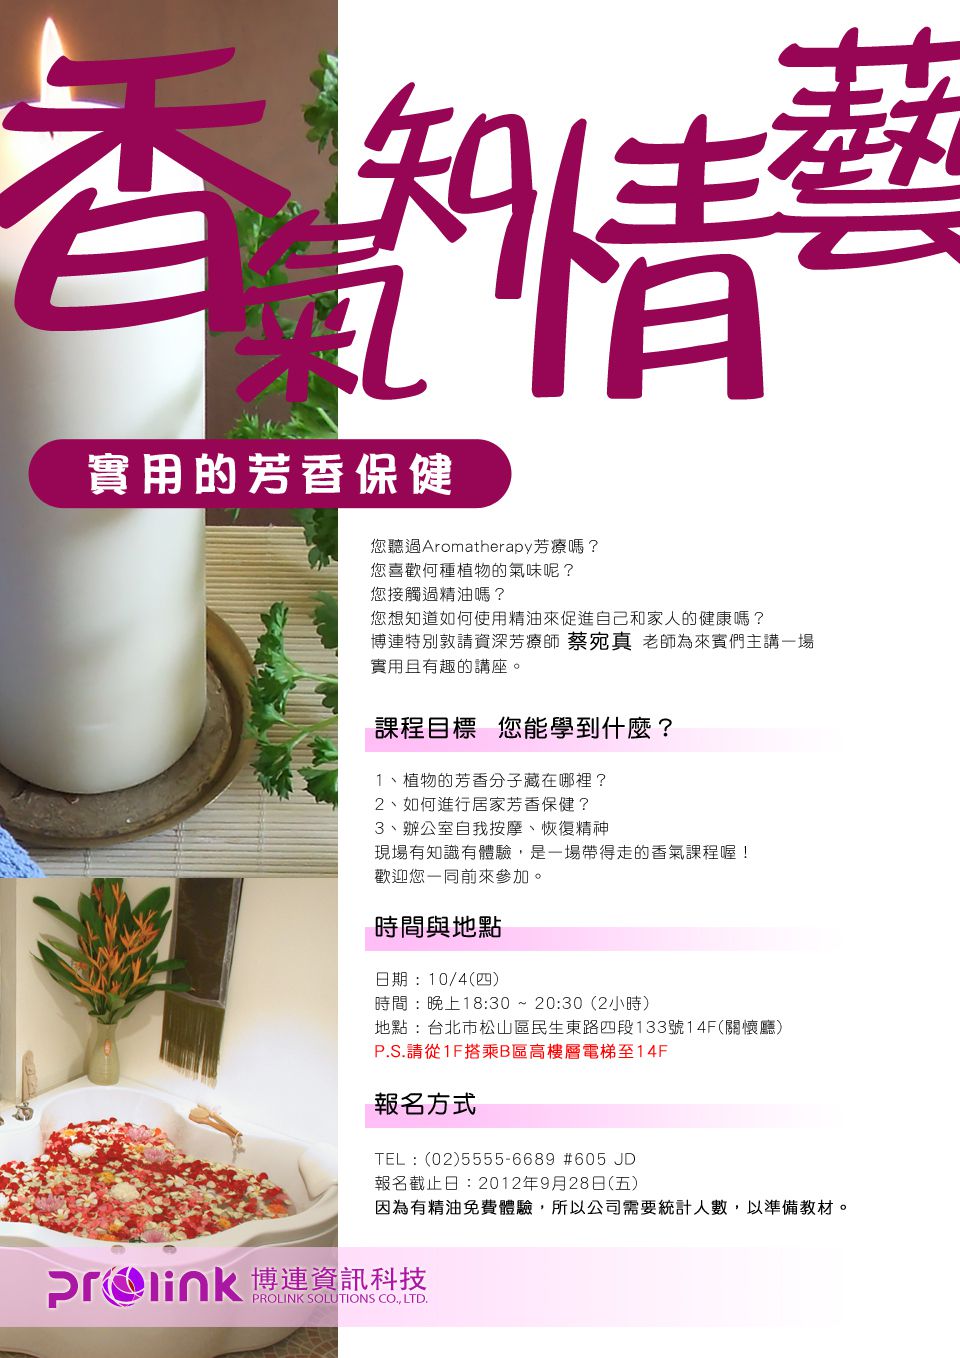 香氣知情藝
實用的芳香保健
您聽過Aromatherapy芳療嗎？
您喜歡何種植物的氣味呢？
您接觸過精油嗎？
您想知道如何使用精油來促進自己和家人的健康嗎？
博連特別敦請資深芳療師 蔡宛真 老師為來賓們主講一場
實用且有趣的講座。
課程目標 您能學到什麼？
1、植物的芳香分子藏在哪裡？
2、如何進行居家芳香保健？
3、辦公室自我按摩、恢復精神
現場有知識有體驗，是一場帶得走的香氣課程喔！
歡迎您一同前來參加。
時間與地點
日期：10/4(四)
時間：晚上18:30 ~ 20:30 (2小時)
地點：台北市松山區民生東路四段133號14F(關懷廳)
P.S.請從1F搭乘B區高樓層電梯至14F
報名方式
TEL：(02)5555-6689 #605 JD
報名截止日：2012年9月28日(五)
因為有精油免費體驗，所以公司需要統計人數，以準備教材。
prolink 博連資訊科技
PROLINK SOLUTIONS CO., LTD.